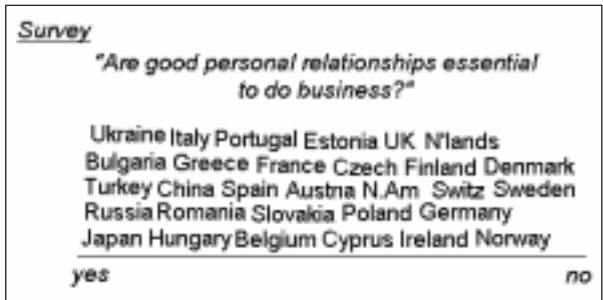 Survey
"Are good personal relationships essential
to do business?"
Ukraine Italy Portugal Estonia UK N'lands
Bulgaria Greece France Czech Finland Denmark
Turkey China Spain Austria N.Am Switz Sweden
Russia Romania Slovakia Poland Germany
Japan Hungary Belgium Cyprus Ireland Norway
yes no